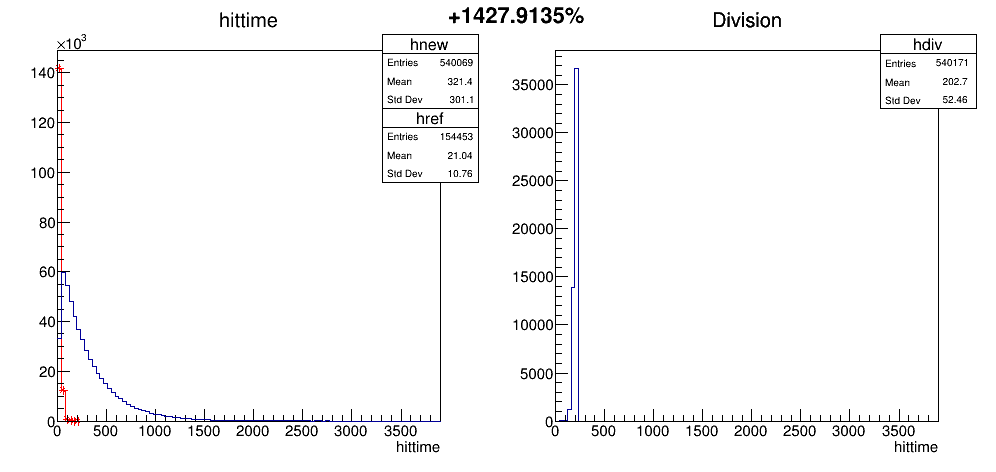 +1427.9135%
hittime
×10³
hnew
Entries 540069
Mean 321.4
Std Dev 301.1
href
Entries 154453
Mean 21.04
Std Dev 10.76
140
120
100
80
60
40
20
0
0 500 1000 1500 2000 2500 3000 3500
hittime
Division
hdiv
Entries 540171
Mean 202.7
Std Dev 52.46
35000
30000
25000
20000
15000
10000
5000
0
0 500 1000 1500 2000 2500 3000 3500
hittime